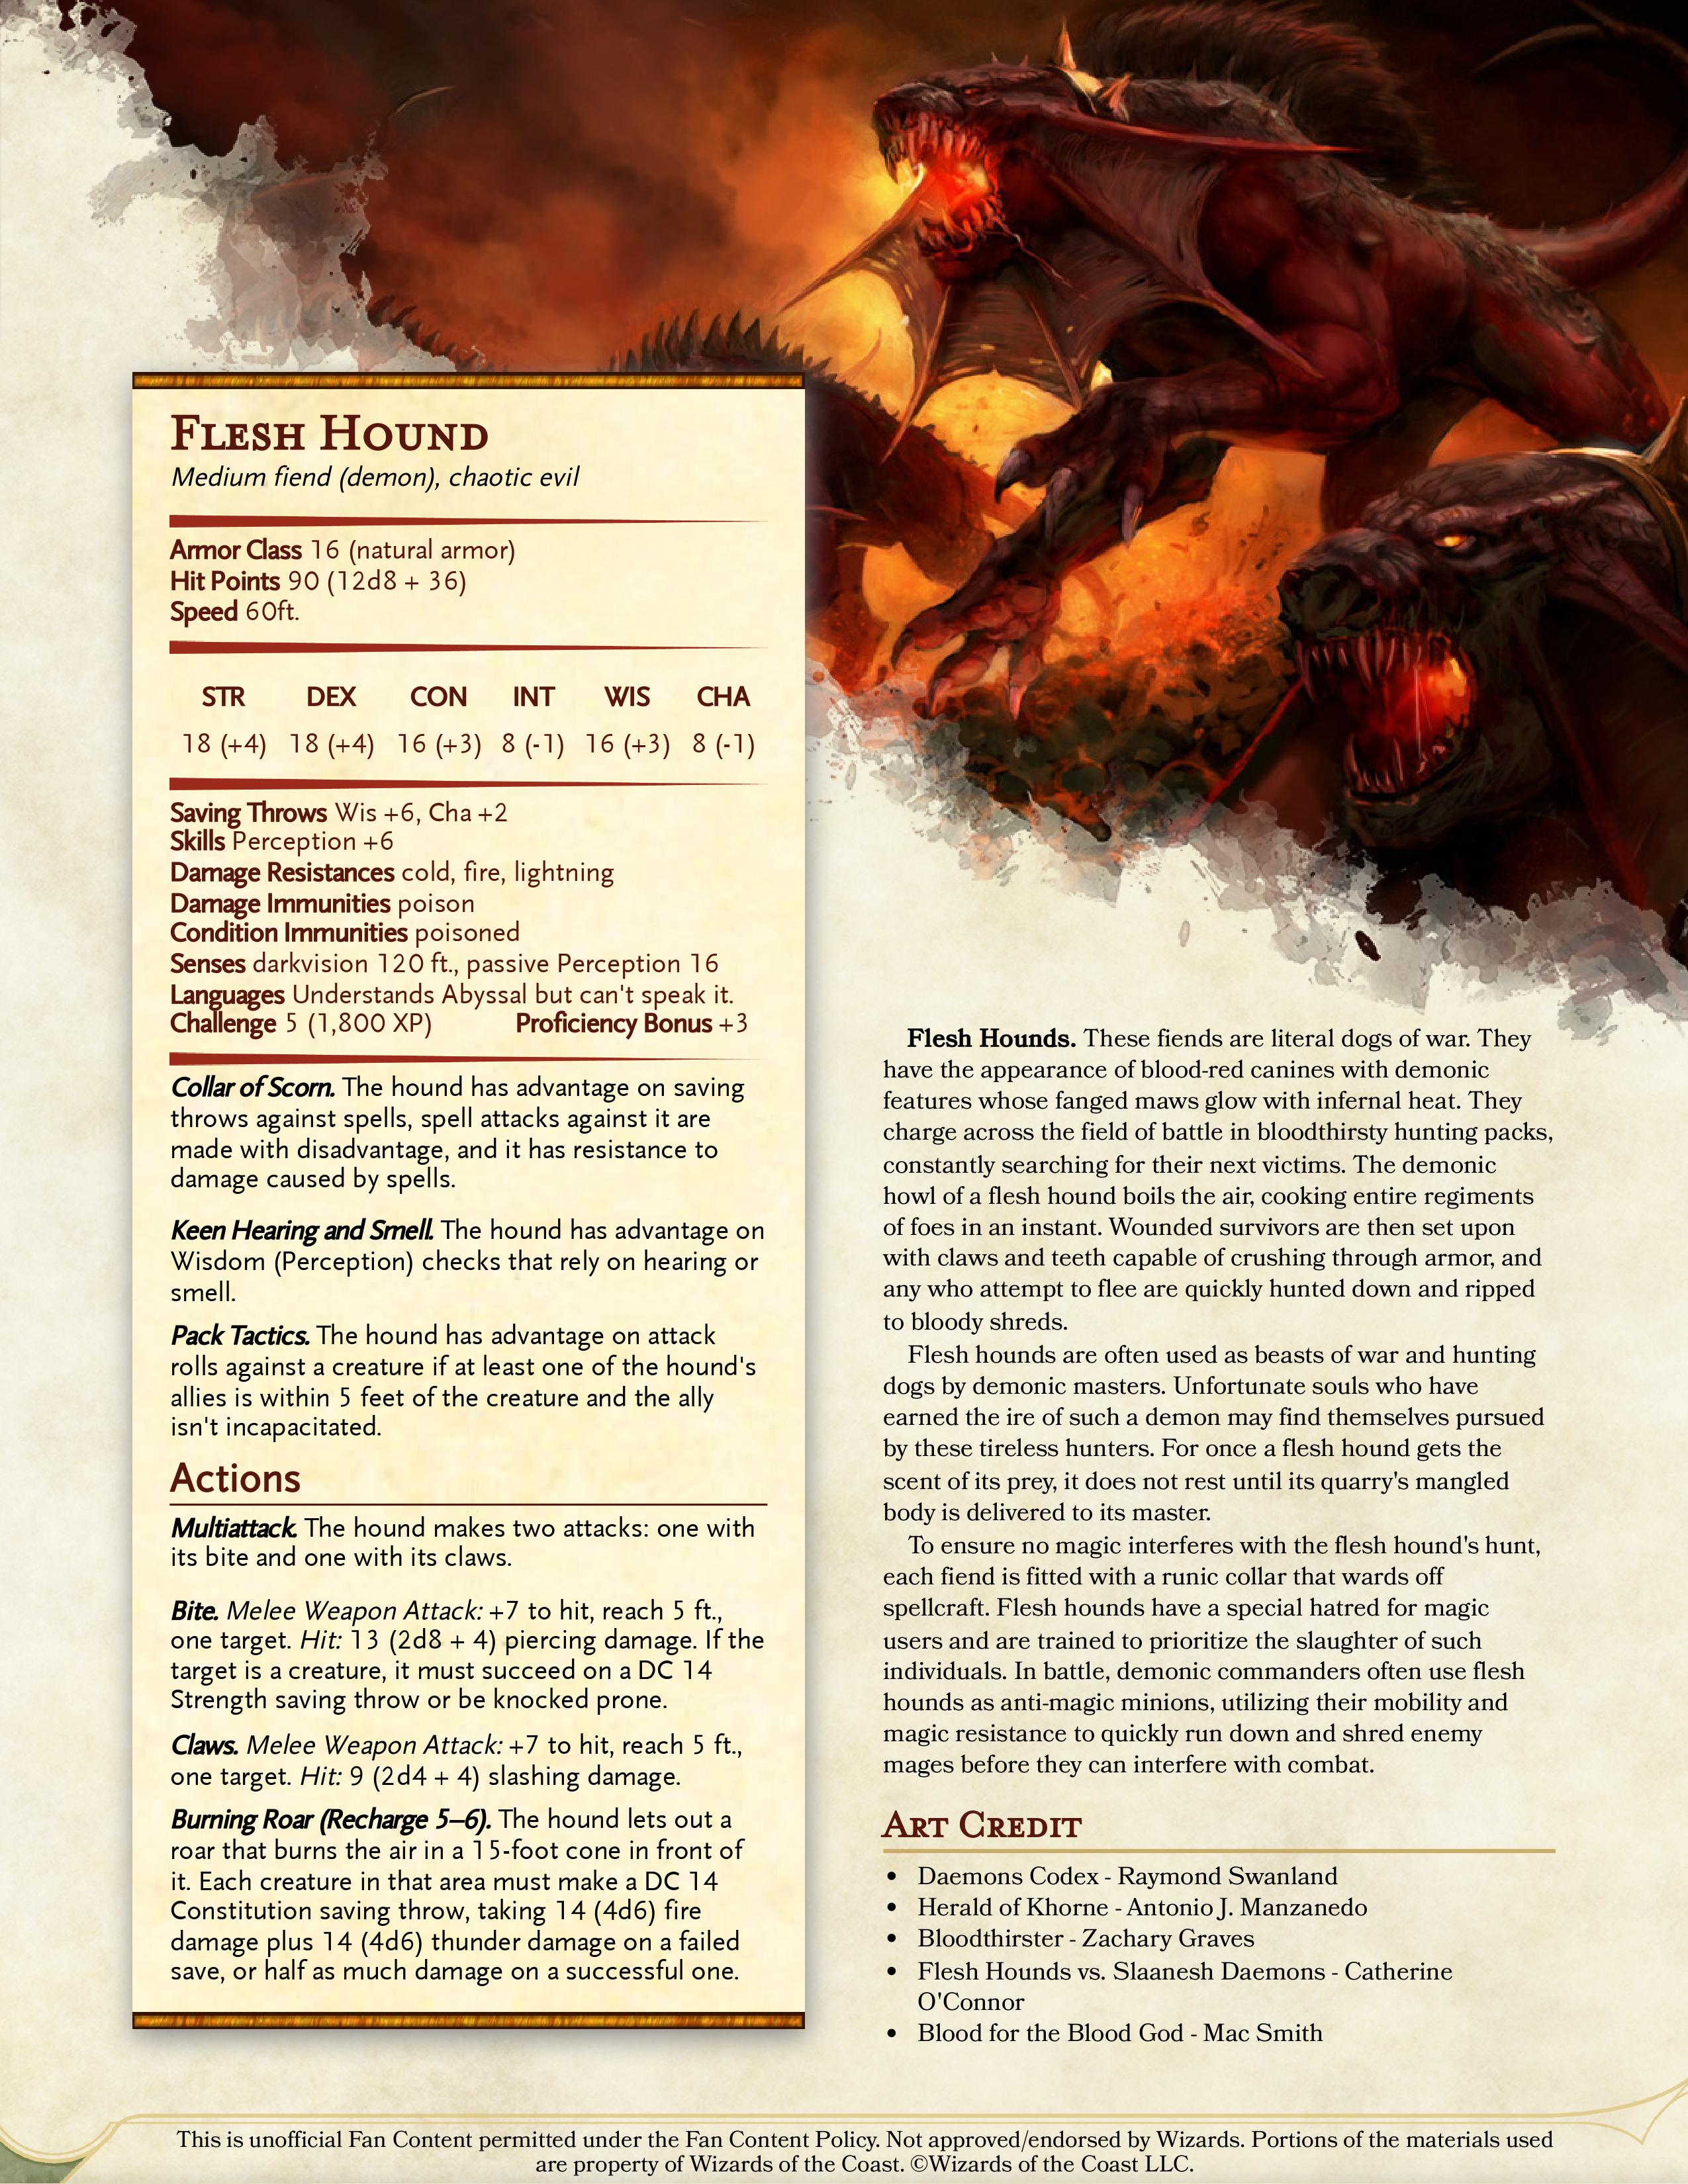 Flesh Hound
Medium fiend (demon), chaotic evil
Armor Class 16 (natural armor)
Hit Points 90 (12d8 + 36)
Speed 60ft.
STR DEX CON INT WIS CHA
18 (+4) 18 (+4) 16 (+3) 8 (-1) 16 (+3) 8 (-1)
Saving Throws Wis +6, Cha +2
Skills Perception +6
Damage Resistances cold, fire, lightning
Damage Immunities poison
Condition Immunities poisoned
Senses darkvision 120 ft., passive Perception 16
Languages Understands Abyssal but can't speak it.
Challenge 5 (1,800 XP) Proficiency Bonus +3
Collar of Scorn. The hound has advantage on saving
throws against spells, spell attacks against it are
made with disadvantage, and it has resistance to
damage caused by spells.
Keen Hearing and Smell. The hound has advantage on
Wisdom (Perception) checks that rely on hearing or
smell.
Pack Tactics. The hound has advantage on attack
rolls against a creature if at least one of the hound's
allies is within 5 feet of the creature and the ally
isn't incapacitated.
Actions
Multiattack. The hound makes two attacks: one with
its bite and one with its claws.
Bite. Melee Weapon Attack: +7 to hit, reach 5 ft.,
one target. Hit: 13 (2d8 + 4) piercing damage. If the
target is a creature, it must succeed on a DC 14
Strength saving throw or be knocked prone.
Claws. Melee Weapon Attack: +7 to hit, reach 5 ft.,
one target. Hit: 9 (2d4 + 4) slashing damage.
Burning Roar (Recharge 5–6). The hound lets out a
roar that burns the air in a 15-foot cone in front of
it. Each creature in that area must make a DC 14
Constitution saving throw, taking 14 (4d6) fire
damage plus 14 (4d6) thunder damage on a failed
save, or half as much damage on a successful one.
Flesh Hounds. These fiends are literal dogs of war. They
have the appearance of blood-red canines with demonic
features whose fanged maws glow with infernal heat. They
charge across the field of battle in bloodthirsty hunting packs,
constantly searching for their next victims. The demonic
howl of a flesh hound boils the air, cooking entire regiments
of foes in an instant. Wounded survivors are then set upon
with claws and teeth capable of crushing through armor, and
any who attempt to flee are quickly hunted down and ripped
to bloody shreds.
Flesh hounds are often used as beasts of war and hunting
dogs by demonic masters. Unfortunate souls who have
earned the ire of such a demon may find themselves pursued
by these tireless hunters. For once a flesh hound gets the
scent of its prey, it does not rest until its quarry's mangled
body is delivered to its master.
To ensure no magic interferes with the flesh hound's hunt,
each fiend is fitted with a runic collar that wards off
spellcraft. Flesh hounds have a special hatred for magic
users and are trained to prioritize the slaughter of such
individuals. In battle, demonic commanders often use flesh
hounds as anti-magic minions, utilizing their mobility and
magic resistance to quickly run down and shred enemy
mages before they can interfere with combat.
Art Credit
• Daemons Codex - Raymond Swanland
• Herald of Khorne - Antonio J. Manzanedo
• Bloodthirster - Zachary Graves
• Flesh Hounds vs. Slaanesh Daemons - Catherine
O'Connor
• Blood for the Blood God - Mac Smith
This is unofficial Fan Content permitted under the Fan Content Policy. Not approved/endorsed by Wizards. Portions of the materials used
are property of Wizards of the Coast. ©Wizards of the Coast LLC.